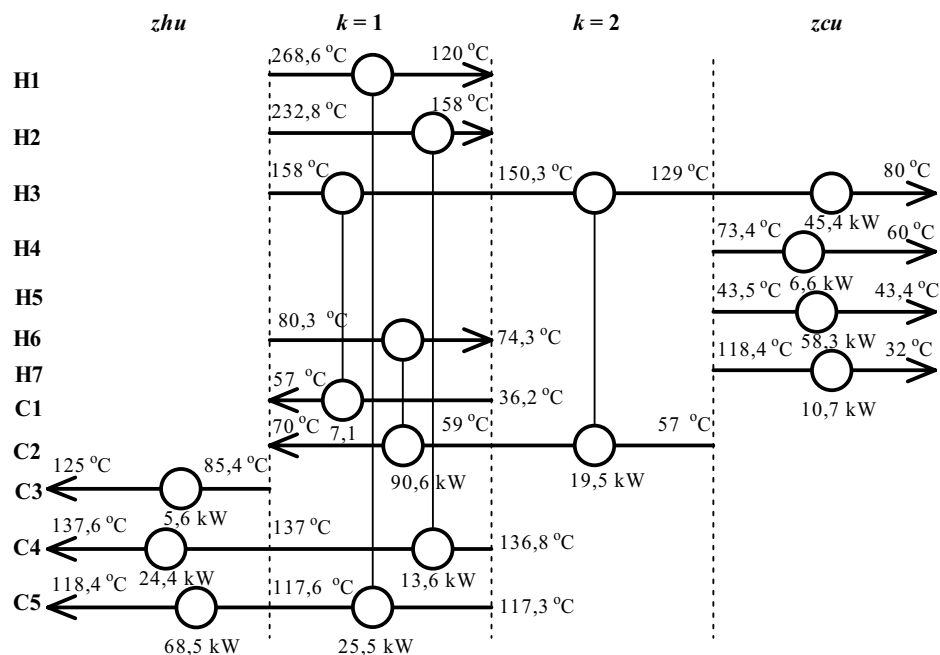 zhu k = 1 k = 2 zcu
H1 268,6 °C 120 °C
H2 232,8 °C 158 °C
H3 158 °C 150,3 °C 129 °C 80 °C
45,4 kW
H4 73,4 °C 60 °C
6,6 kW
H5 43,5 °C 43,4 °C
H6 80,3 °C 74,3 °C 58,3 kW
H7 118,4 °C 32 °C
C1 57 °C 36,2 °C 10,7 kW
7,1
C2 70 °C 59 °C 57 °C
90,6 kW 19,5 kW
C3 125 °C 85,4 °C
5,6 kW
C4 137,6 °C 137 °C 136,8 °C
24,4 kW 13,6 kW
C5 118,4 °C 117,6 °C 117,3 °C
68,5 kW 25,5 kW